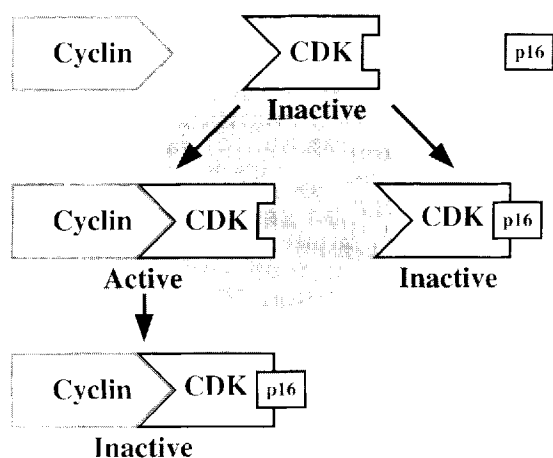 Cyclin CDK p16
Inactive
Cyclin CDK CDK p16
Active Inactive
Cyclin CDK p16
Inactive